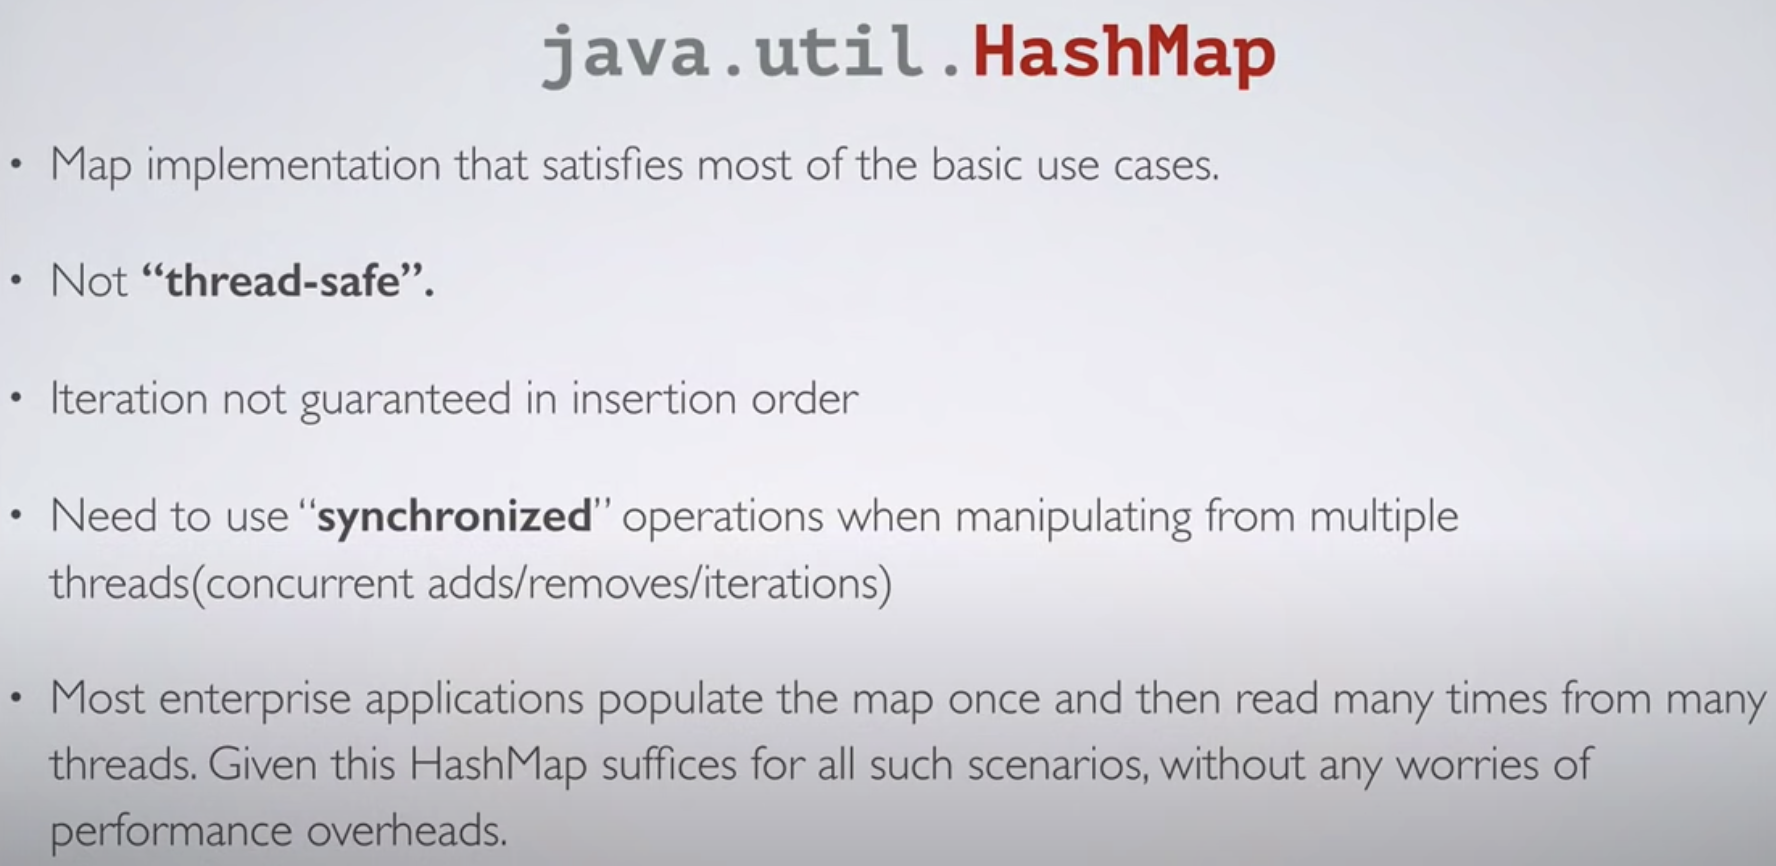 java.util.HashMap
• Map implementation that satisfies most of the basic use cases.
• Not “thread-safe”.
• Iteration not guaranteed in insertion order
• Need to use “synchronized” operations when manipulating from multiple
threads(concurrent adds/removes/iterations)
• Most enterprise applications populate the map once and then read many times from many
threads. Given this HashMap suffices for all such scenarios, without any worries of
performance overheads.